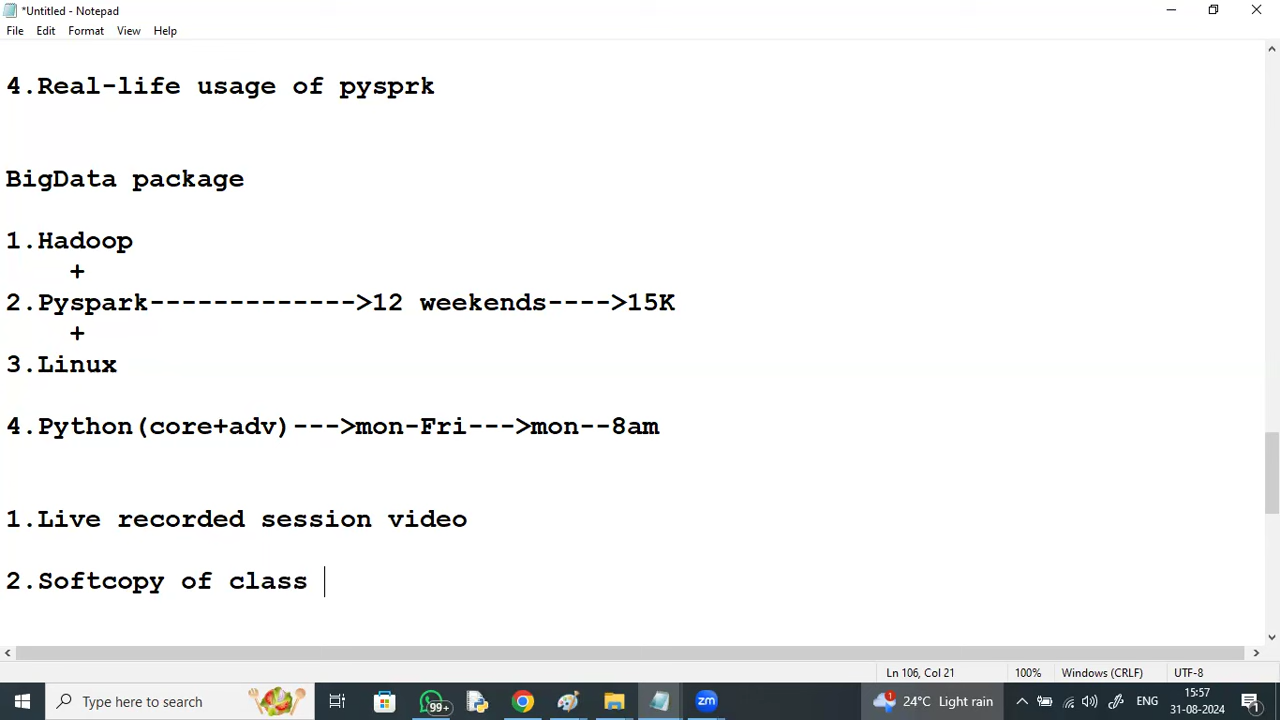 *Untitled - Notepad
File Edit Format View Help
4.Real-life usage of pysprk
BigData package
1.Hadoop
+
2.Pyspark------------->12 weekends---->15K
+
3.Linux
4.Python(core+adv)--->mon-Fri--->mon--8am
1.Live recorded session video
2.Softcopy of class
Ln 106, Col 21 100% Windows (CRLF) UTF-8
Type here to search 99+ 24°C Light rain ENG 15:57
31-08-2024